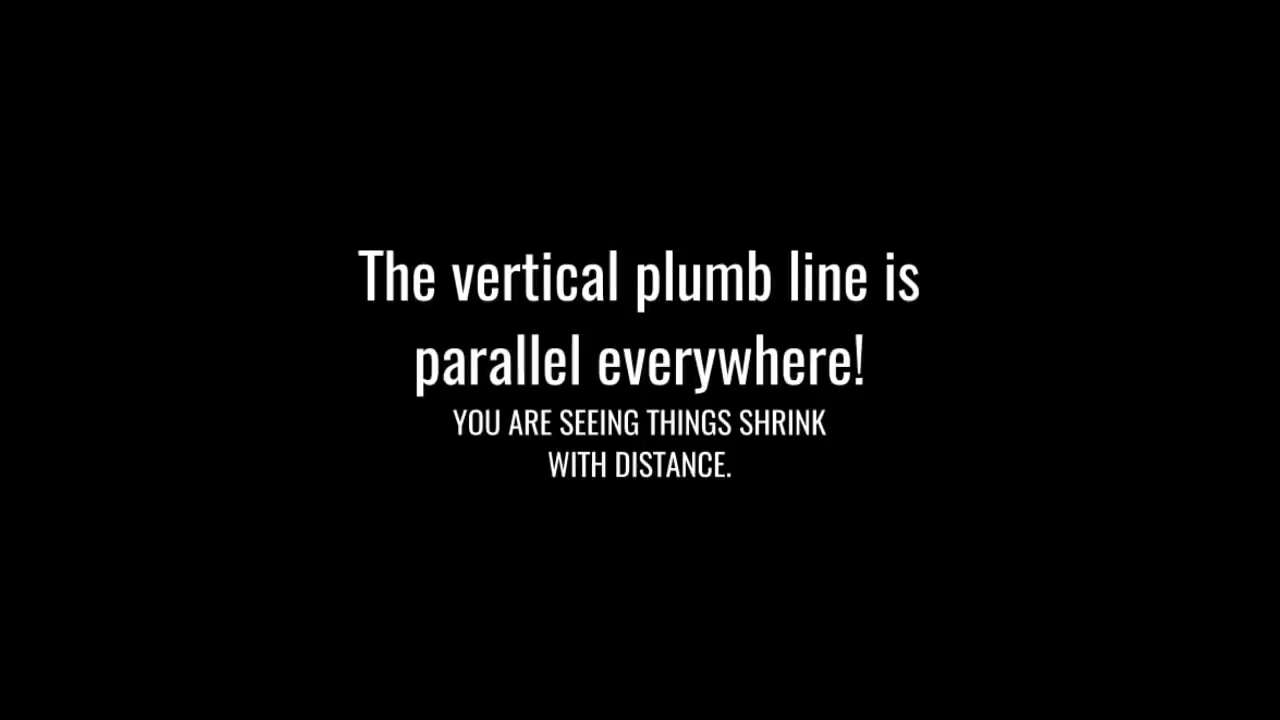 The vertical plumb line is
parallel everywhere!
YOU ARE SEEING THINGS SHRINK
WITH DISTANCE.